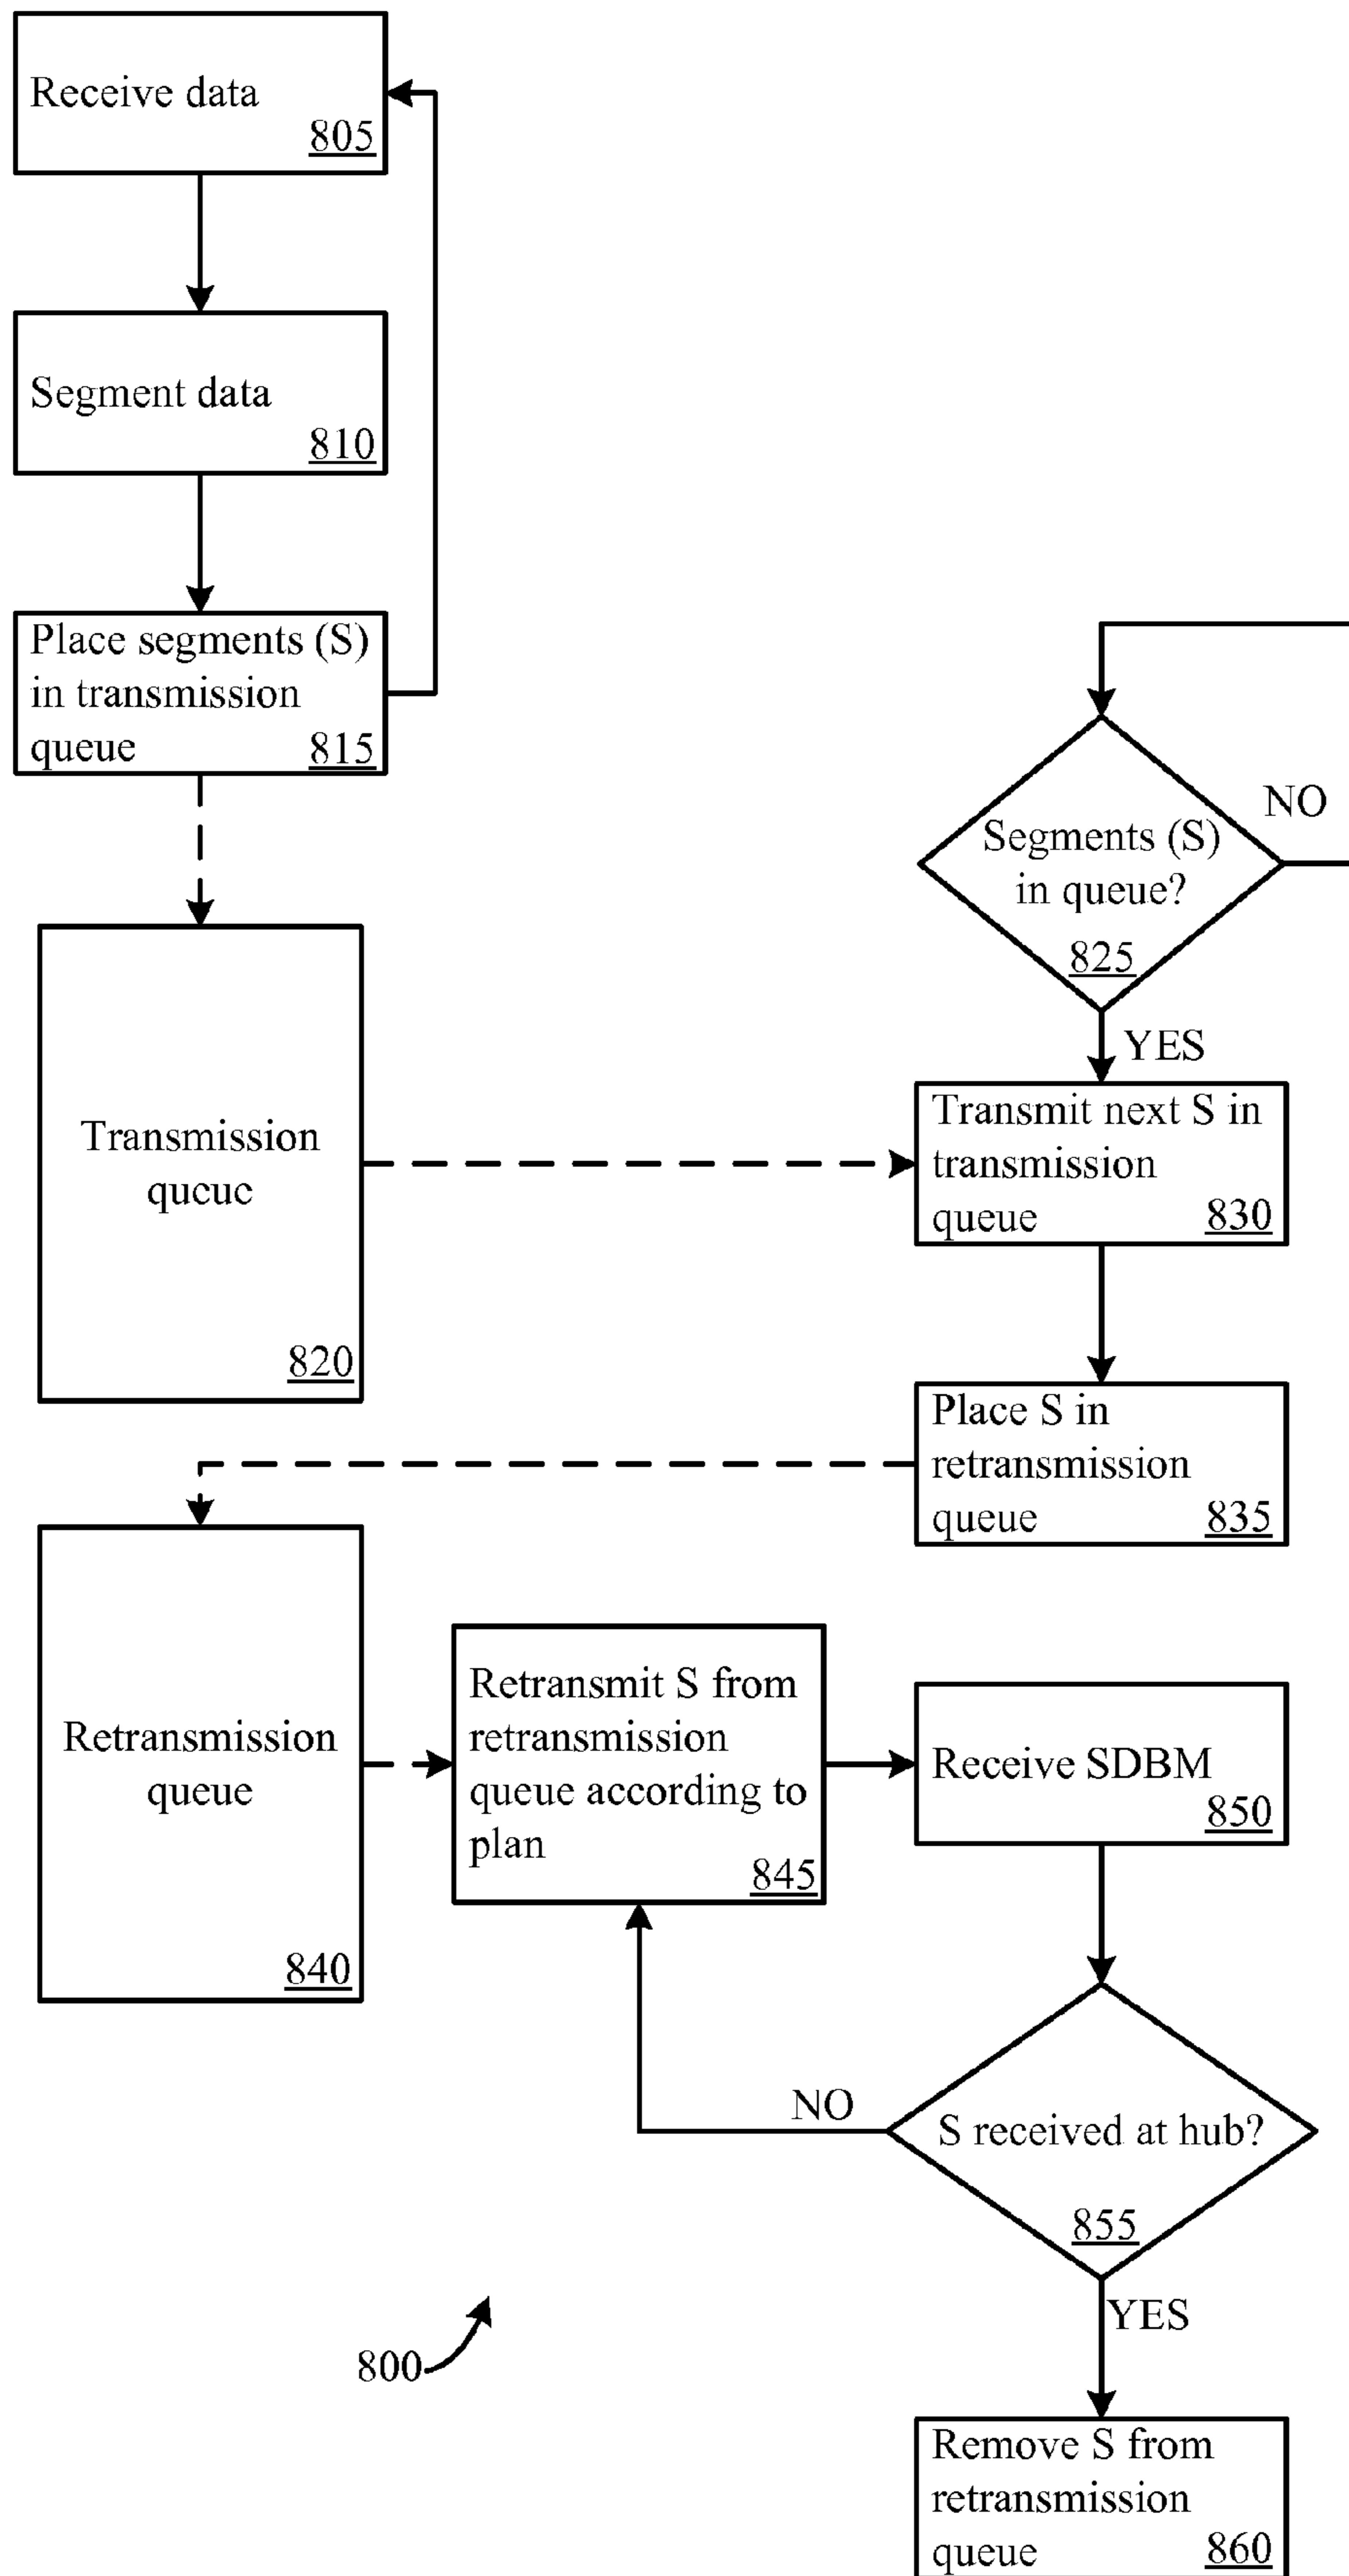 Receive data
805
Segment data
810
Place segments (S)
in transmission
queue 815
Segments (S)
in queue?
825
NO
YES
Transmission
queue
820
Transmit next S in
transmission
queue 830
Place S in
retransmission
queue 835
Retransmission
queue
840
Retransmit S from
retransmission
queue according to
plan
845
Receive SDBM
850
S received at hub?
855
NO
YES
800
Remove S from
retransmission
queue 860